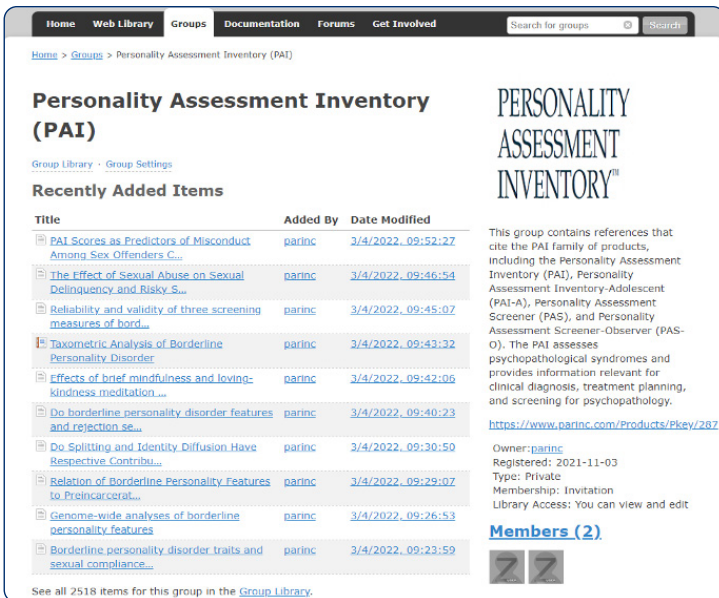 Home Web Library Groups Documentation Forums Get Involved Search for groups Search
Home > Groups > Personality Assessment Inventory (PAI)
Personality Assessment Inventory
(PAI)
Group Library · Group Settings
Recently Added Items
Title Added By Date Modified
PAI Scores as Predictors of Misconduct parinc 3/4/2022, 09:52:27
Among Sex Offenders C...
The Effect of Sexual Abuse on Sexual parinc 3/4/2022, 09:46:54
Delinquency and Risky S...
Reliability and validity of three screening parinc 3/4/2022, 09:45:07
measures of bord...
Taxometric Analysis of Borderline parinc 3/4/2022, 09:43:32
Personality Disorder
Effects of brief mindfulness and loving- parinc 3/4/2022, 09:42:06
kindness meditation ...
Do borderline personality disorder features parinc 3/4/2022, 09:40:23
and rejection se...
Do Splitting and Identity Diffusion Have parinc 3/4/2022, 09:30:50
Respective Contribu...
Relation of Borderline Personality Features parinc 3/4/2022, 09:29:07
to Preincarcerat...
Genome-wide analyses of borderline parinc 3/4/2022, 09:26:53
personality features
Borderline personality disorder traits and parinc 3/4/2022, 09:23:59
sexual compliance...
See all 2518 items for this group in the Group Library.
PERSONALITY
ASSESSMENT
INVENTORY™
This group contains references that
cite the PAI family of products,
including the Personality Assessment
Inventory (PAI), Personality
Assessment Inventory-Adolescent
(PAI-A), Personality Assessment
Screener (PAS), and Personality
Assessment Screener-Observer (PAS-
O). The PAI assesses
psychopathological syndromes and
provides information relevant for
clinical diagnosis, treatment planning,
and screening for psychopathology.
https://www.parinc.com/Products/Pkey/287
Owner:parinc
Registered: 2021-11-03
Type: Private
Membership: Invitation
Library Access: You can view and edit
Members (2)